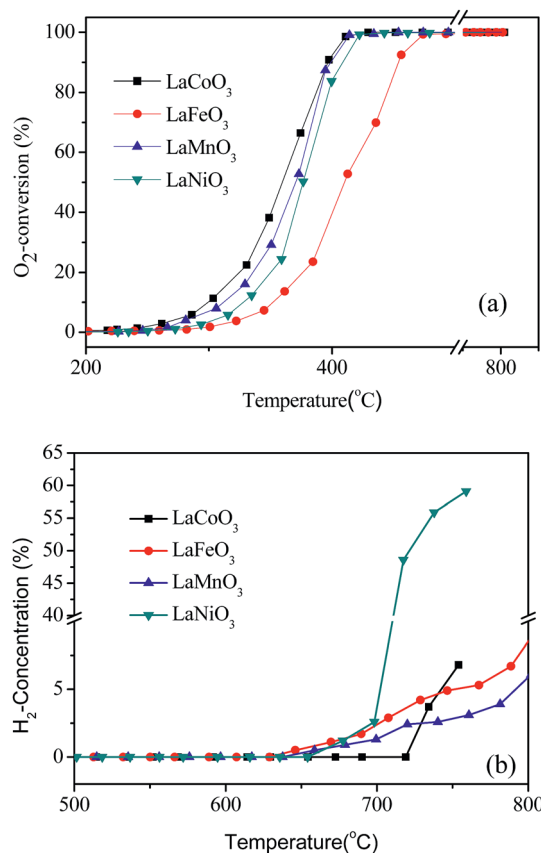 (a)
LaCoO3
LaFeO3
LaMnO3
LaNiO3
O2-conversion (%)
100
80
60
40
20
0
200
400
800
Temperature(°C)
(b)
LaCoO3
LaFeO3
LaMnO3
LaNiO3
H2-Concentration (%)
65
60
55
50
45
40
5
0
500
600
700
800
Temperature(°C)